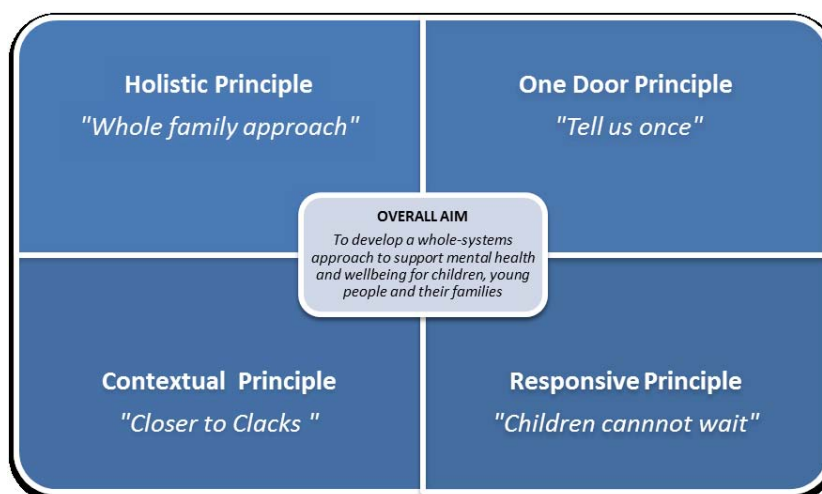 Holistic Principle
"Whole family approach"
One Door Principle
"Tell us once"
OVERALL AIM
To develop a whole-systems
approach to support mental health
and wellbeing for children, young
people and their families
Contextual Principle
"Closer to Clacks "
Responsive Principle
"Children cannnot wait"